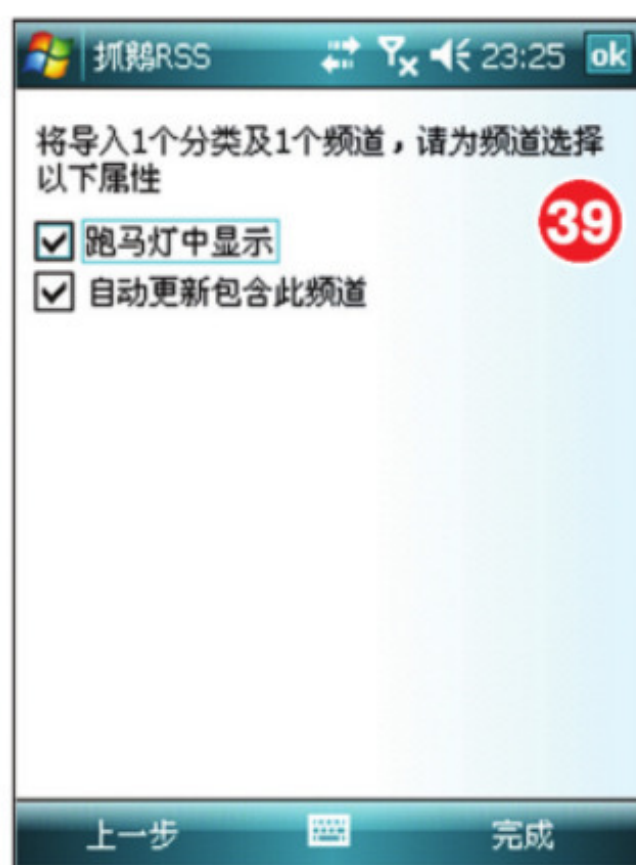 抓鹅RSS 23:25 ok
将导入1个分类及1个频道,请为频道选择
以下属性
39
跑马灯中显示
自动更新包含此频道
上一步 完成